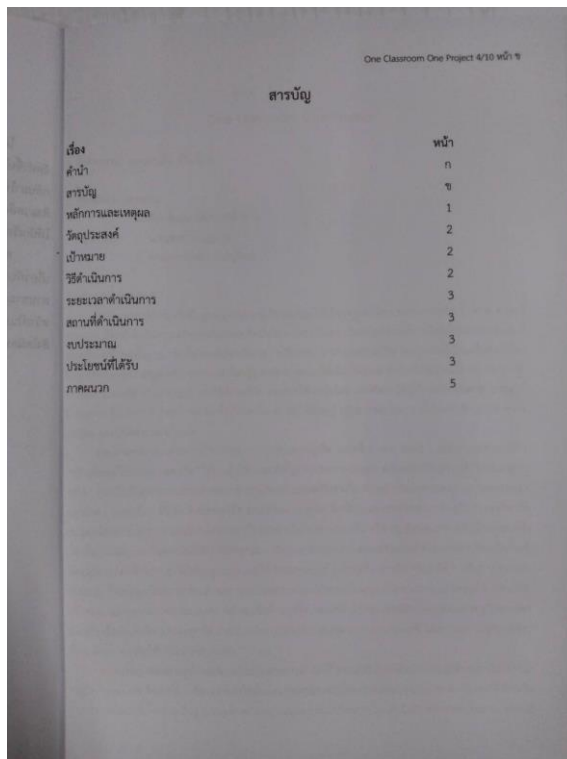 One Classroom One Project 4/10 หน้า ข
สารบัญ
เรื่อง หน้า
คำนำ ก
สารบัญ ข
หลักการและเหตุผล 1
วัตถุประสงค์ 2
เป้าหมาย 2
วิธีดำเนินการ 2
ระยะเวลาดำเนินการ 3
สถานที่ดำเนินการ 3
งบประมาณ 3
ประโยชน์ที่ได้รับ 3
ภาคผนวก 5